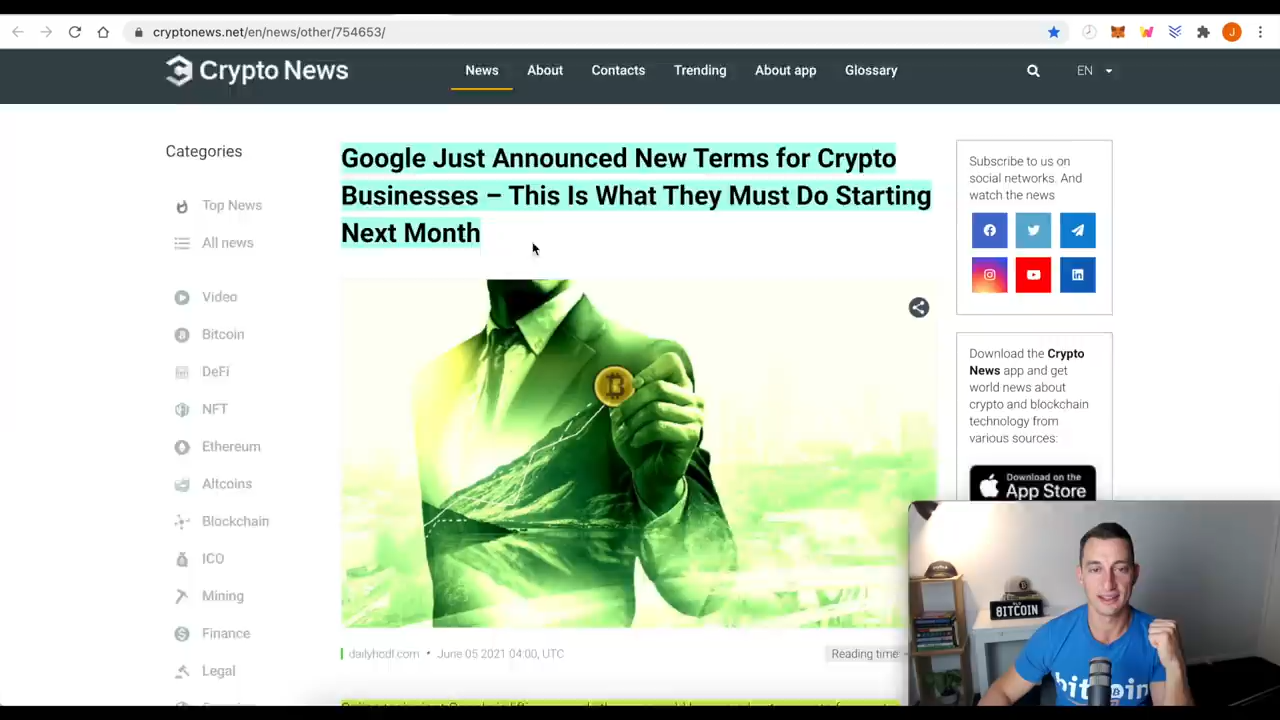 cryptonews.net/en/news/other/754653/
J
Crypto News
News
About
Contacts
Trending
About app
Glossary
EN
Categories
Top News
All news
Video
Bitcoin
DeFi
NFT
Ethereum
Altcoins
Blockchain
ICO
Mining
Finance
Legal
Google Just Announced New Terms for Crypto
Businesses – This Is What They Must Do Starting
Next Month
dailyhodl.com • June 05 2021 04:00, UTC
Reading time:
Subscribe to us on
social networks. And
watch the news
Download the Crypto
News app and get
world news about
crypto and blockchain
technology from
various sources:
Download on the
App Store
BITCOIN
bitcoin